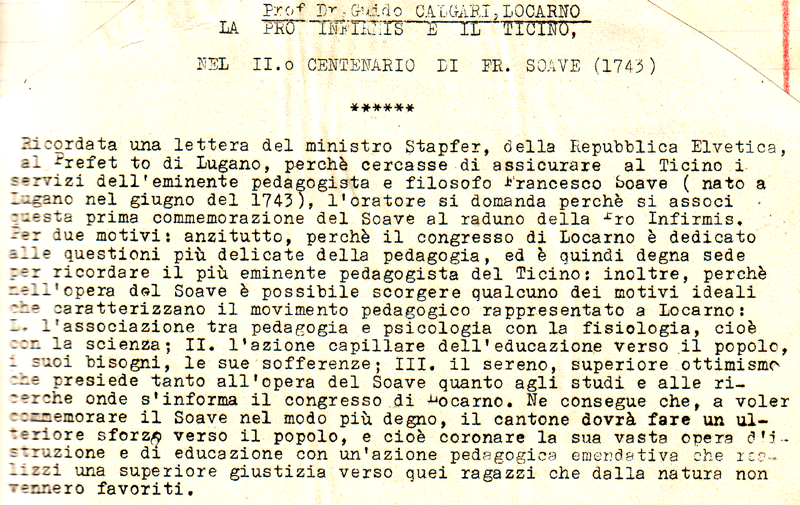 Prof Dr. Guido CALGARI, LOCARNO
LA PRO INFIRMIS E IL TICINO,
NEL II.o CENTENARIO DI FR. SOAVE (1743)
******
Ricordata una lettera del ministro Stapfer, della Repubblica Elvetica,
al Prefet to di Lugano, perchè cercasse di assicurare al Ticino i
servizi dell'eminente pedagogista e filosofo Francesco Soave ( nato a
Lugano nel giugno del 1743), l'oratore si domanda perchè si associ
questa prima commemorazione del Soave al raduno della Pro Infirmis.
Per due motivi: anzitutto, perchè il congresso di Locarno è dedicato
alle questioni più delicate della pedagogia, ed è quindi degna sede
per ricordare il più eminente pedagogista del Ticino: inoltre, perchè
nell'opera del Soave è possibile scorgere qualcuno dei motivi ideali
che caratterizzano il movimento pedagogico rappresentato a Locarno:
I. l'associazione tra pedagogia e psicologia con la fisiologia, cioè
con la scienza; II. l'azione capillare dell'educazione verso il popolo,
i suoi bisogni, le sue sofferenze; III. il sereno, superiore ottimismo
che presiede tanto all'opera del Soave quanto agli studi e alle ri-
cerche onde s'informa il congresso di Locarno. Ne consegue che, a voler
commemorare il Soave nel modo più degno, il cantone dovrà fare un ul-
teriore sforzo verso il popolo, e cioè coronare la sua vasta opera d'i-
struzione e di educazione con un'azione pedagogica emendativa che rea-
lizzi una superiore giustizia verso quei ragazzi che dalla natura non
vennero favoriti.